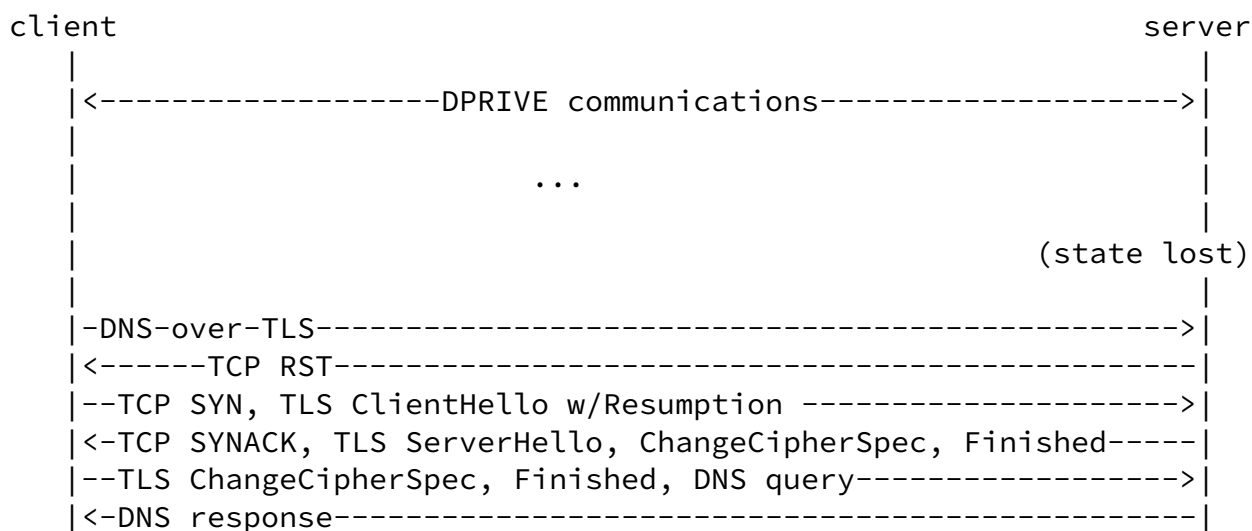 client                                                              server
   |                                                                   |
   |<-------------------DPRIVE communications------------------->|
   |                                                                   |
   |                               ...                                 |
   |                                                                   |
   |                                                         (state lost)
   |                                                                   |
   |-DNS-over-TLS------------------------------------------------>|
   |<------TCP RST------------------------------------------------|
   |--TCP SYN, TLS ClientHello w/Resumption --------------------->|
   |<-TCP SYNACK, TLS ServerHello, ChangeCipherSpec, Finished-----|
   |--TLS ChangeCipherSpec, Finished, DNS query------------------>|
   |<-DNS response------------------------------------------------|